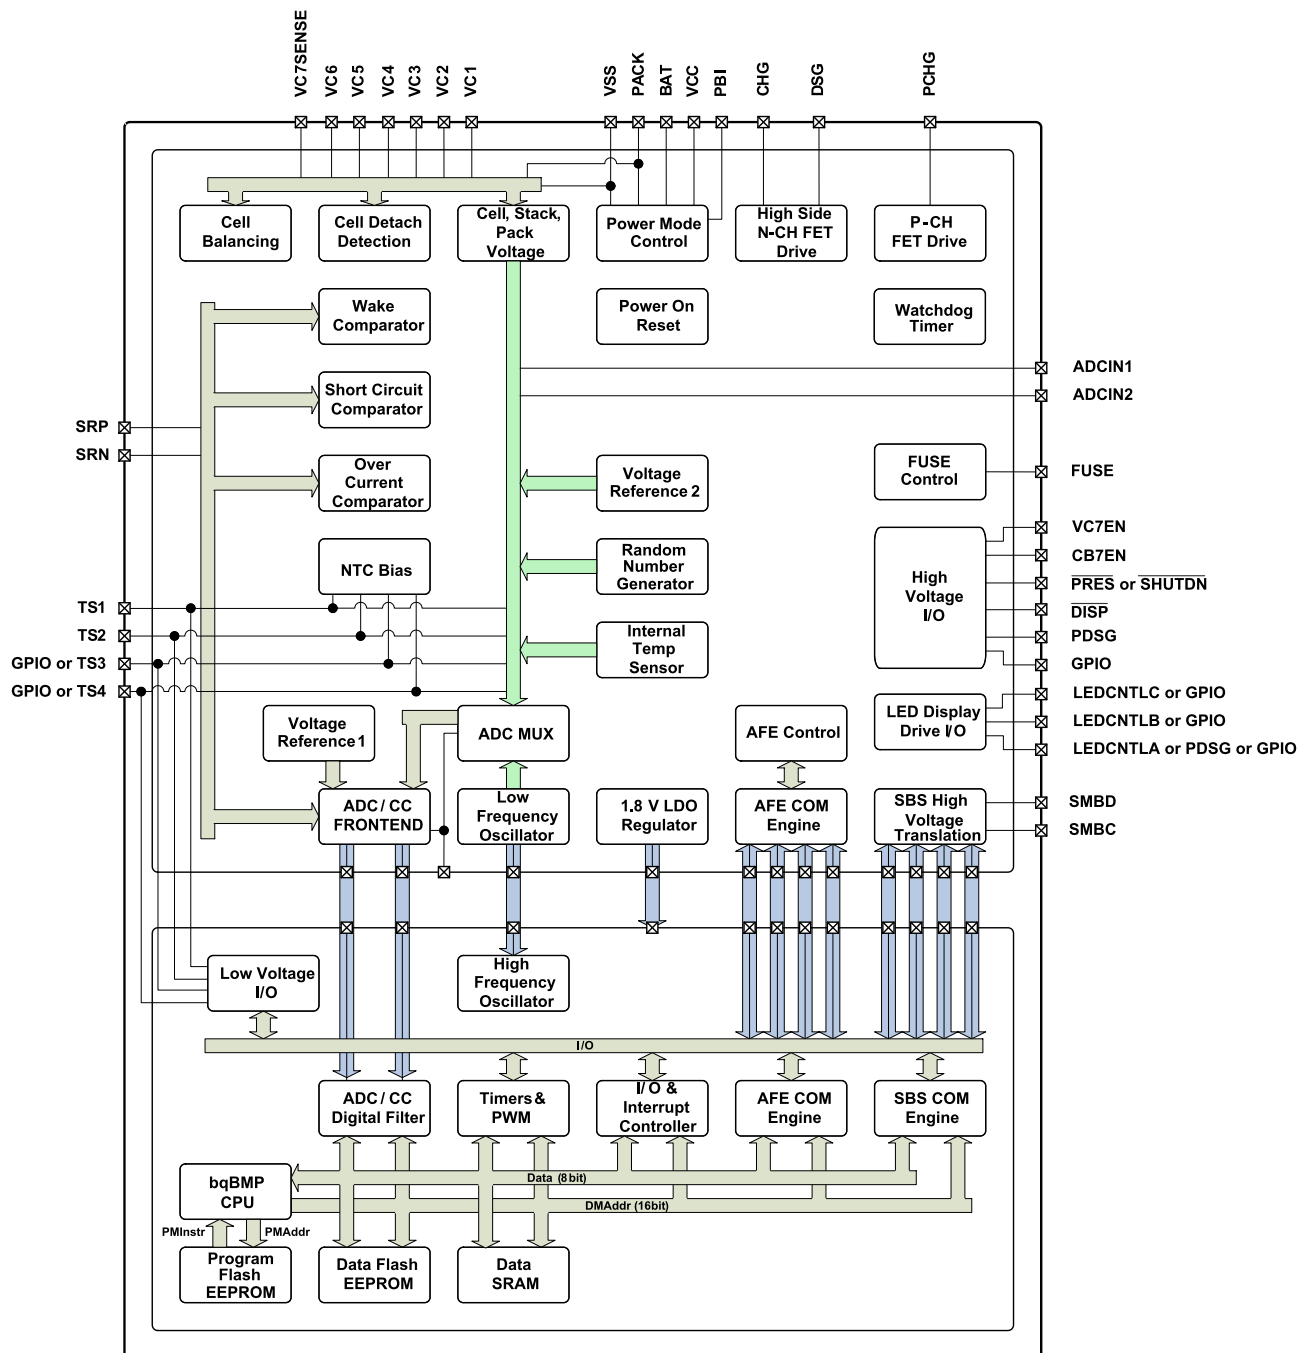 VC7SENSE
VC6
VC5
VC4
VC3
VC2
VC1
VSS
PACK
BAT
VCC
PBI
CHG
DSG
PCHG
Cell
Balancing
Cell Detach
Detection
Cell, Stack,
Pack
Voltage
Power Mode
Control
High Side
N-CH FET
Drive
P-CH
FET Drive
Wake
Comparator
Power On
Reset
Watchdog
Timer
ADCIN1
ADCIN2
Short Circuit
Comparator
SRP
SRN
Over
Current
Comparator
Voltage
Reference 2
FUSE
Control
FUSE
NTC Bias
Random
Number
Generator
High
Voltage
I/O
VC7EN
CB7EN
PRES or SHUTDN
DISP
PDSG
GPIO
TS1
TS2
GPIO or TS3
GPIO or TS4
Internal
Temp
Sensor
Voltage
Reference 1
ADC MUX
AFE Control
LED Display
Drive I/O
LEDCNTLC or GPIO
LEDCNTLB or GPIO
LEDCNTLA or PDSG or GPIO
ADC / CC
FRONTEND
Low
Frequency
Oscillator
1.8 V LDO
Regulator
AFE COM
Engine
SBS High
Voltage
Translation
SMBD
SMBC
Low Voltage
I/O
High
Frequency
Oscillator
I/O
ADC / CC
Digital Filter
Timers &
PWM
I/O &
Interrupt
Controller
AFE COM
Engine
SBS COM
Engine
bqBMP
CPU
Data (8bit)
DMAddr (16bit)
PMInstr
PMAddr
Program
Flash
EEPROM
Data Flash
EEPROM
Data
SRAM